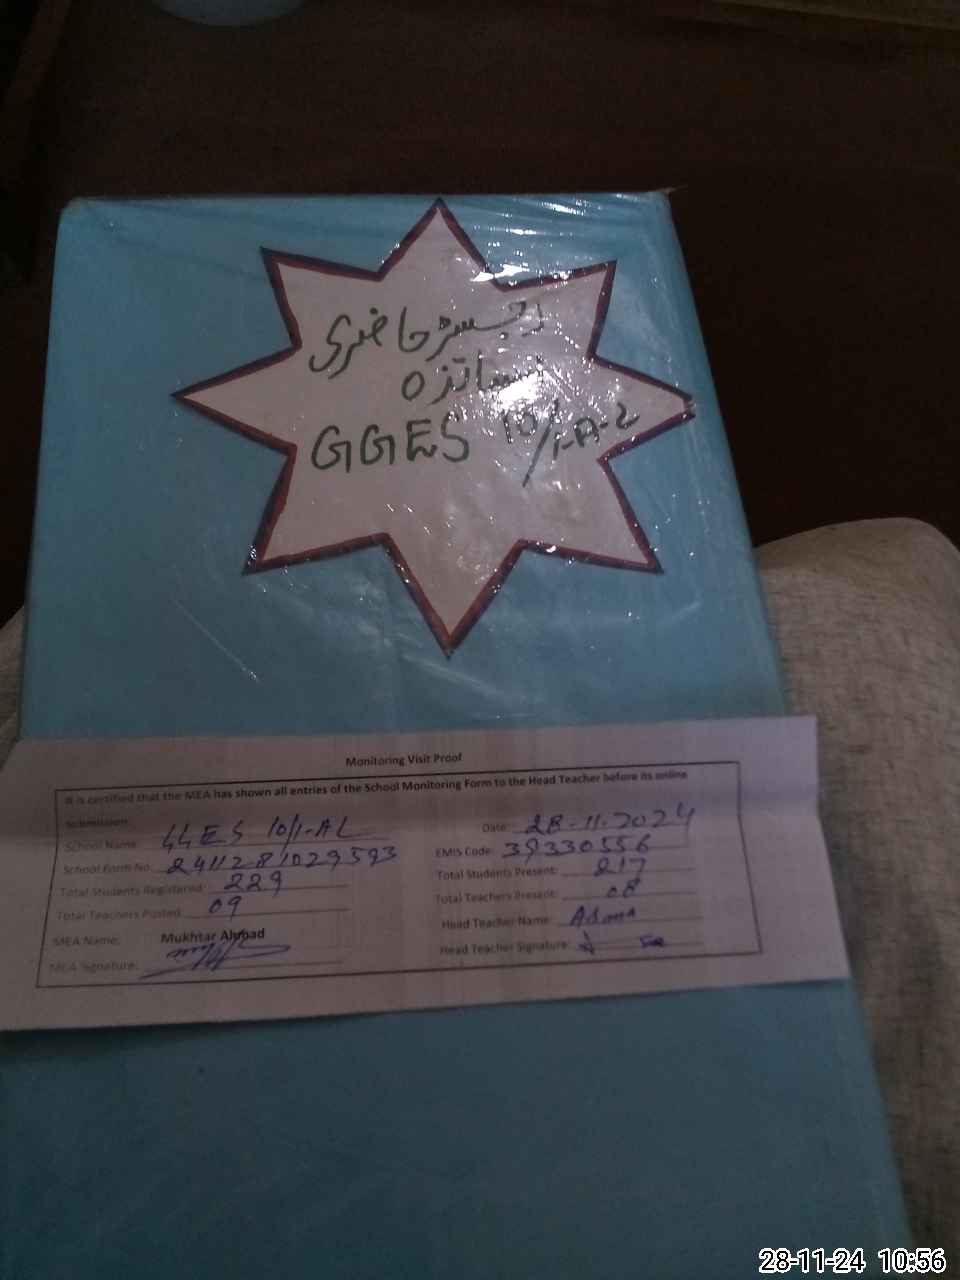 رجسٹر حاضری
اساتذہ
GGES 10/1-A-L
Monitoring Visit Proof
It is certified that the MEA has shown all entries of the School Monitoring Form to the Head Teacher before its online
Submission.
School Name: GGES 10/1-AL Date: 28-11-2024
School Form No: 2411281029593 EMIS Code: 39330556
Total Students Registered: 229 Total Students Present: 217
Total Teachers Posted: 09 Total Teachers Present: 08
MEA Name: Mukhtar Ahmad Head Teacher Name: Asma
MEA Signature: Head Teacher Signature:
28-11-24 10:56